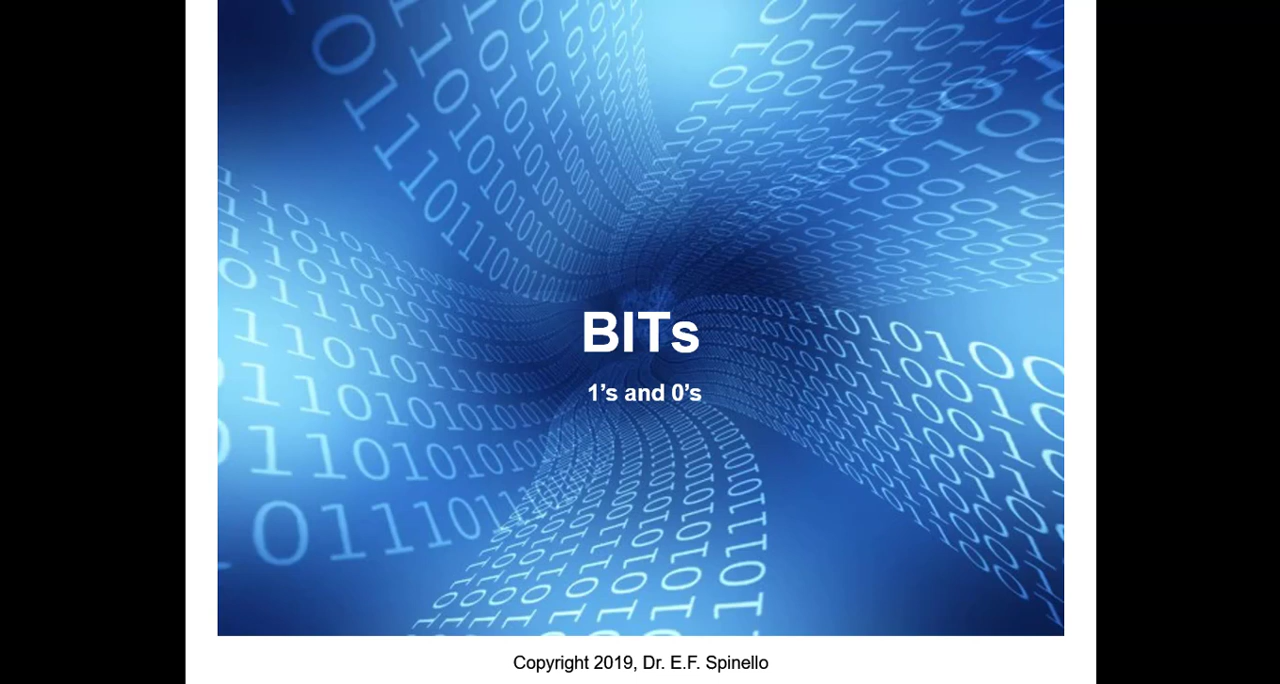 BITs
1’s and 0’s
Copyright 2019, Dr. E.F. Spinello